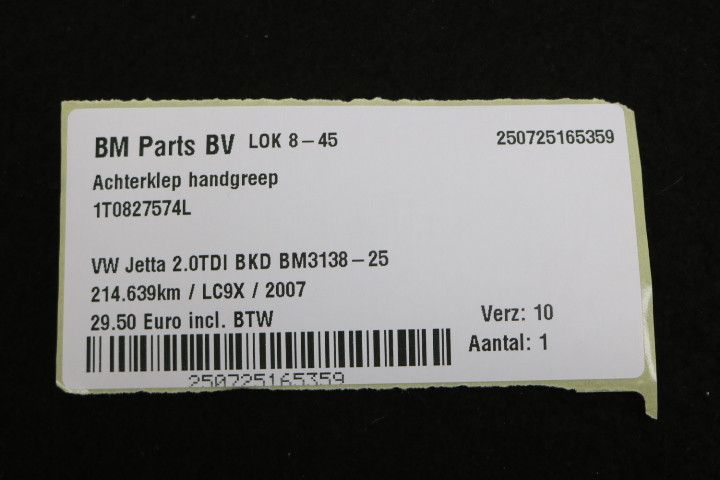 BM Parts BV LOK 8-45 250725165359
Achterklep handgreep
1T0827574L
VW Jetta 2.0TDI BKD BM3138-25
214.639km / LC9X / 2007
29.50 Euro incl. BTW
Verz: 10
Aantal: 1
250725165359